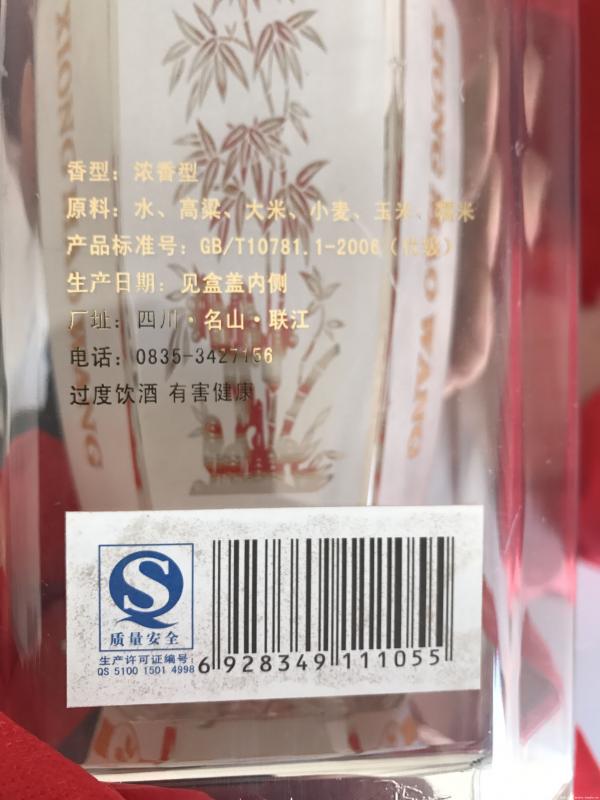 香型：浓香型
原料：水、高粱、大米、小麦、玉米、糯米
产品标准号：GB/T10781.1-2006（优级）
生产日期：见盒盖内侧
厂址：四川·名山·联江
电话：0835-3427156
过度饮酒 有害健康
质量安全
生产许可证编号:
QS 5100 1501 4998
6 928349 111055